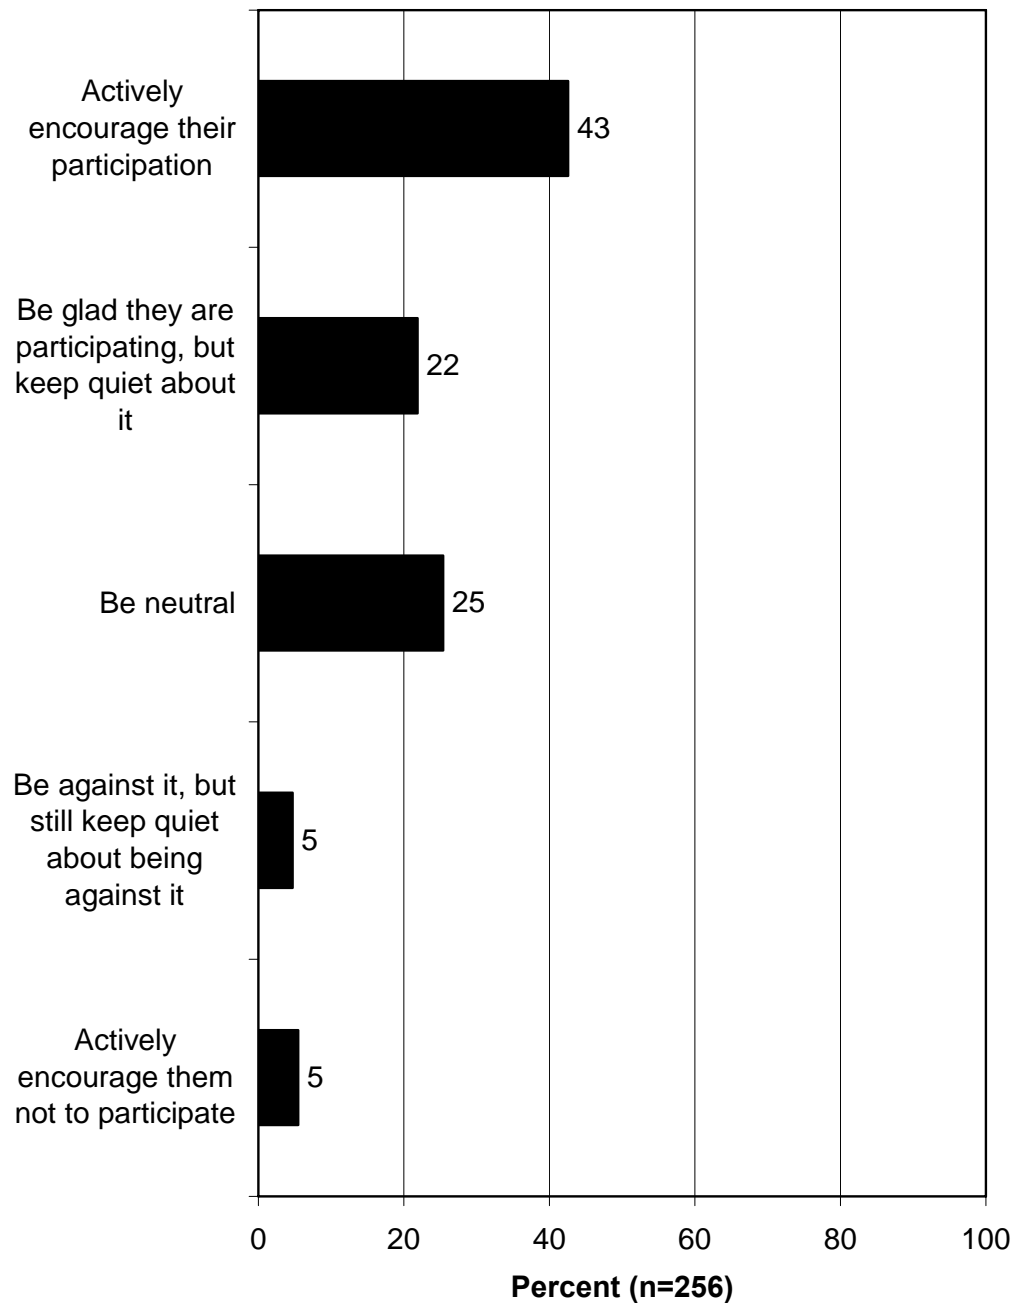 Actively
encourage their
participation
43
Be glad they are
participating, but
keep quiet about
it
22
Be neutral
25
Be against it, but
still keep quiet
about being
against it
5
Actively
encourage them
not to participate
5
0 20 40 60 80 100
Percent (n=256)